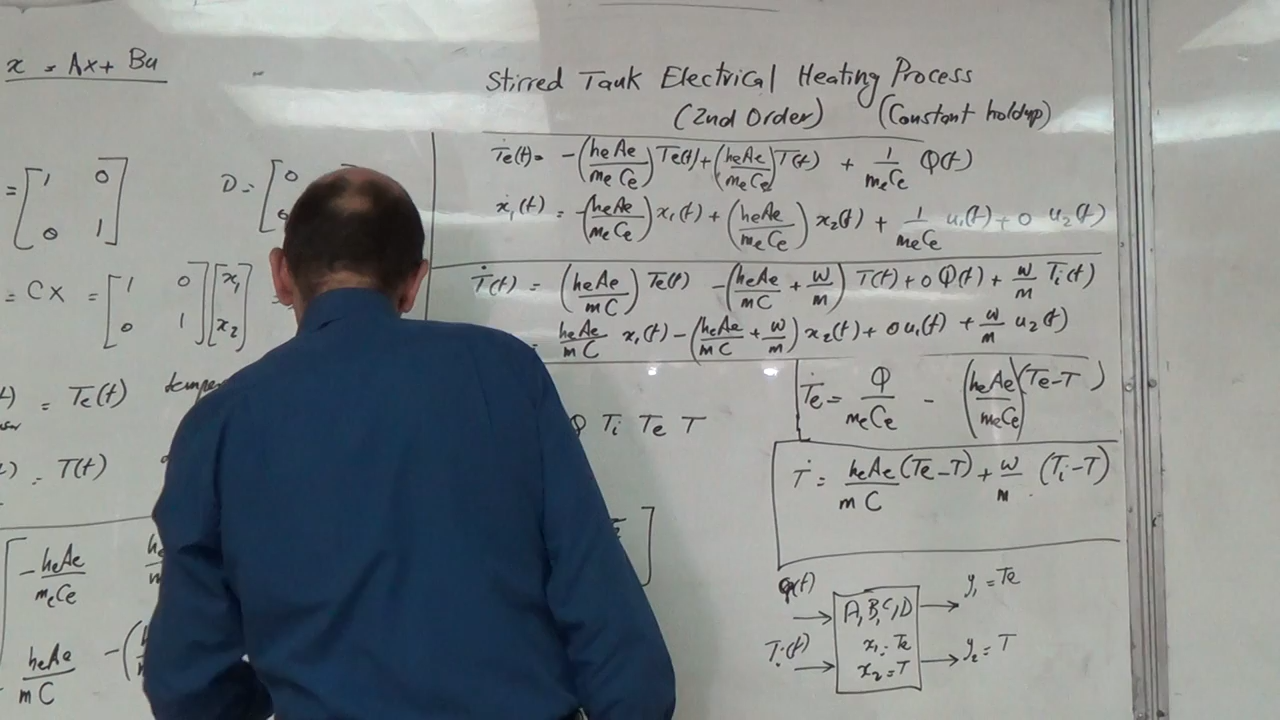 x = Ax + Bu
Stirred Tank Electrical Heating Process
(2nd Order) (Constant holdup)
Ṫe(t) = -(heAe/meCe) Te(t) + (heAe/meCe) T(t) + 1/meCe Q(t)
ẋ1(t) = -(heAe/meCe) x1(t) + (heAe/meCe) x2(t) + 1/meCe u1(t) + 0 u2(t)
Ṫ(t) = (heAe/mC) Te(t) - (heAe/mC + w/m) T(t) + 0 Q(t) + w/m Ti(t)
heAe/mC x1(t) - (heAe/mC + w/m) x2(t) + 0 u1(t) + w/m u2(t)
= [1 0
0 1]
D = [0
= CX = [1 0
0 1] [x1
x2]
= Te(t)
= T(t)
Q Ti Te T
Ṫe = Q/meCe - (heAe/meCe)(Te-T)
Ṫ = heAe/mC (Te-T) + w/m (Ti-T)
-heAe/meCe
heAe/mC -(
q(t) A,B,C,D y1 = Te
Ti(t) x1 = Te y2 = T
x2 = T